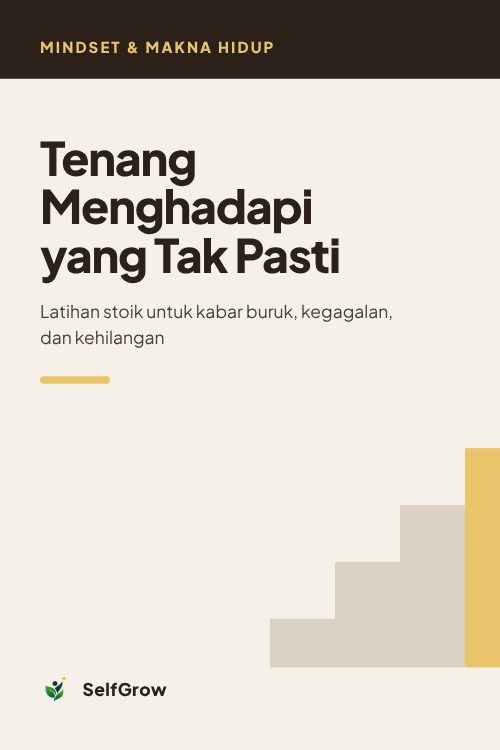 MINDSET & MAKNA HIDUP
Tenang
Menghadapi
yang Tak Pasti
Latihan stoik untuk kabar buruk, kegagalan,
dan kehilangan
SelfGrow